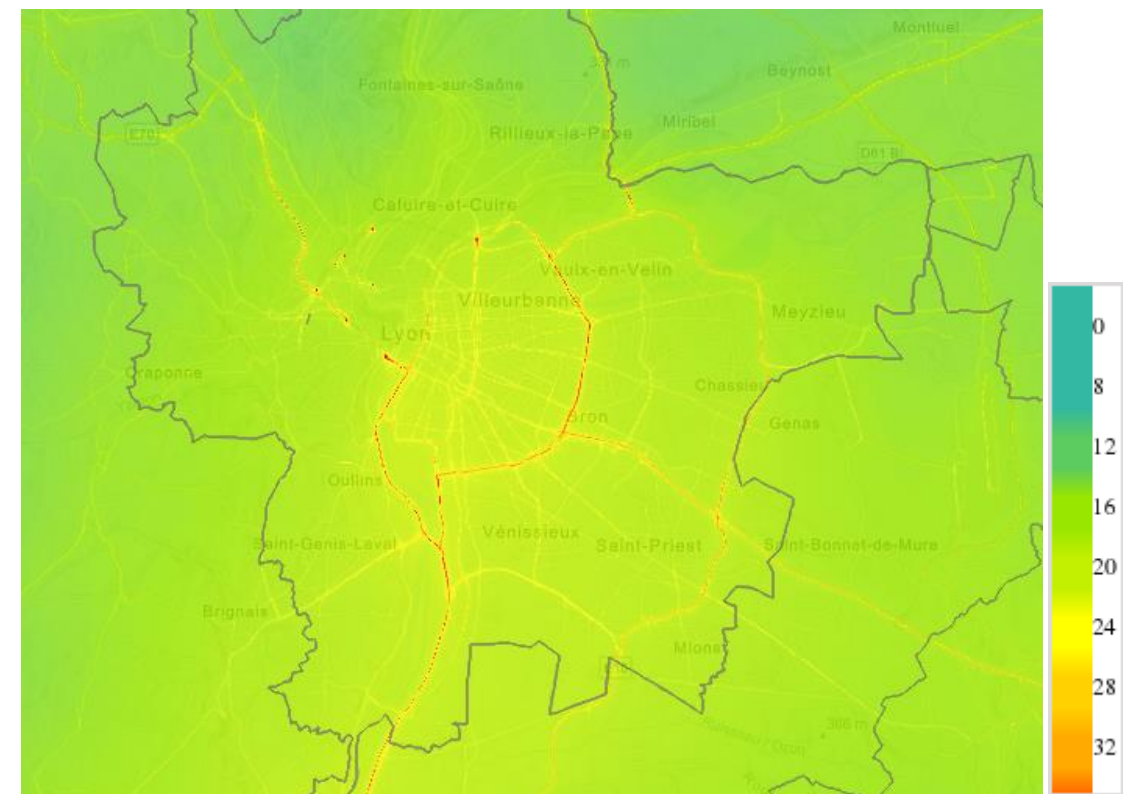 Montluel
Beynost
Fontaines-sur-Saône
Miribel
Rillieux-la-Pape
E70
D61 B
Caluire-et-Cuire
Vaulx-en-Velin
Villeurbanne
Meyzieu
Lyon
Craponne
Chassieu
Genas
Bron
Oullins
Vénissieux
Saint-Genis-Laval
Saint-Priest
Saint-Bonnet-de-Mure
Brignais
Mions
306 m
0
8
12
16
20
24
28
32